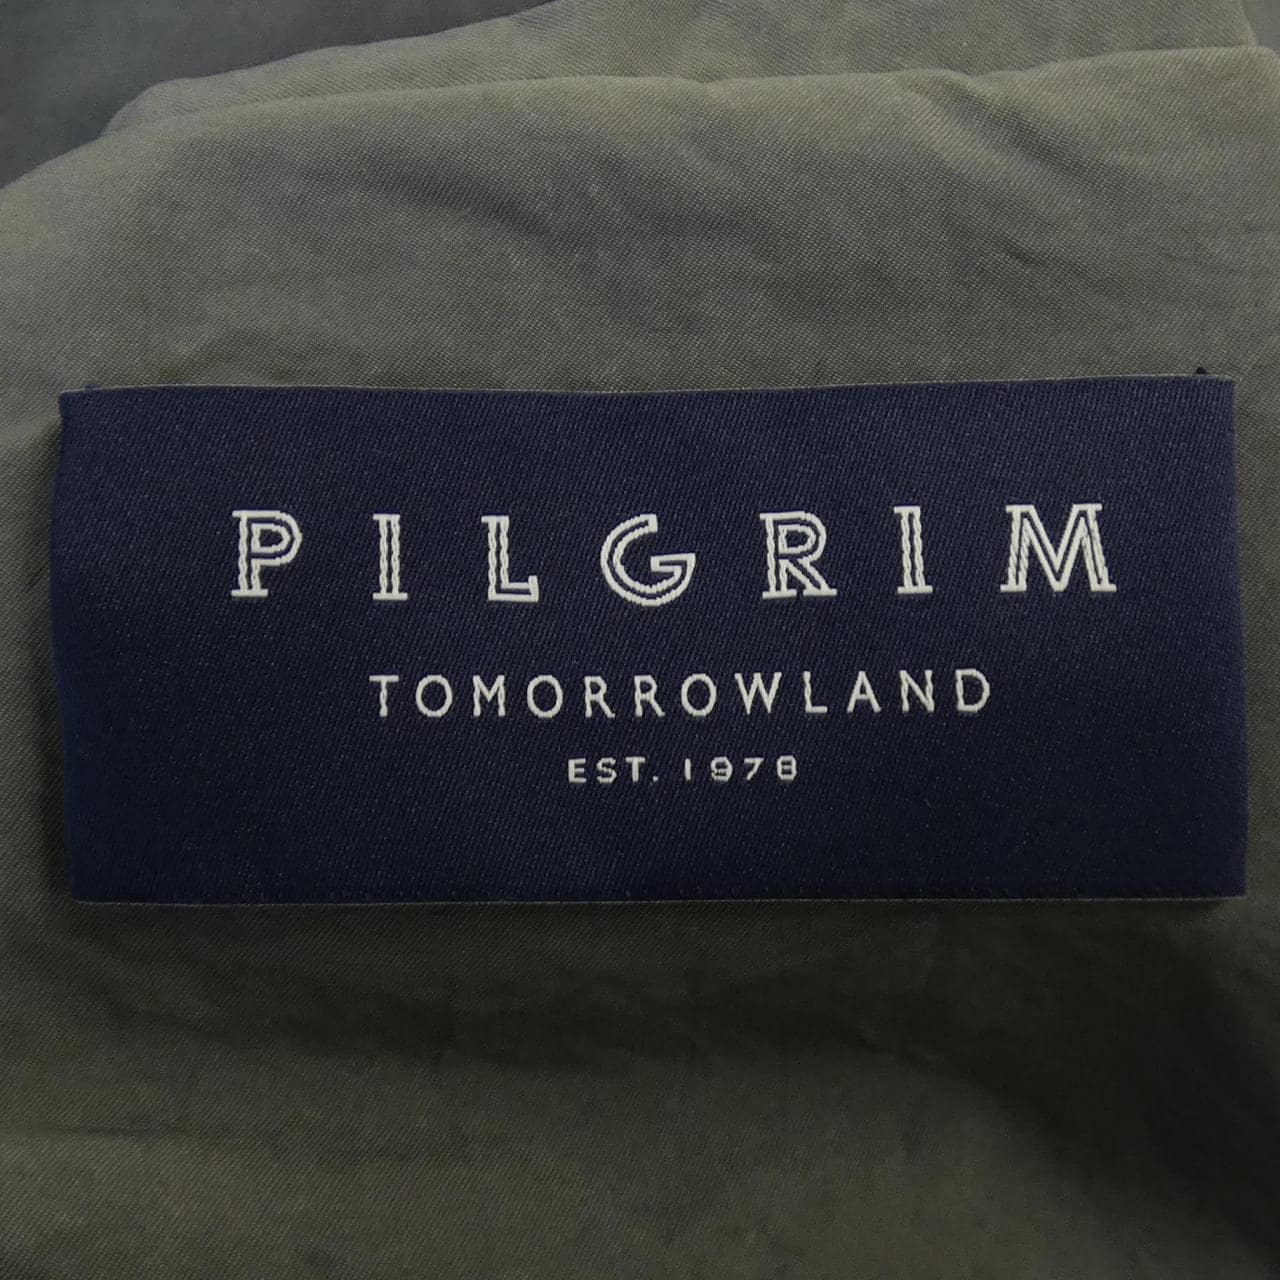 PILGRIM
TOMORROWLAND
EST. 1978